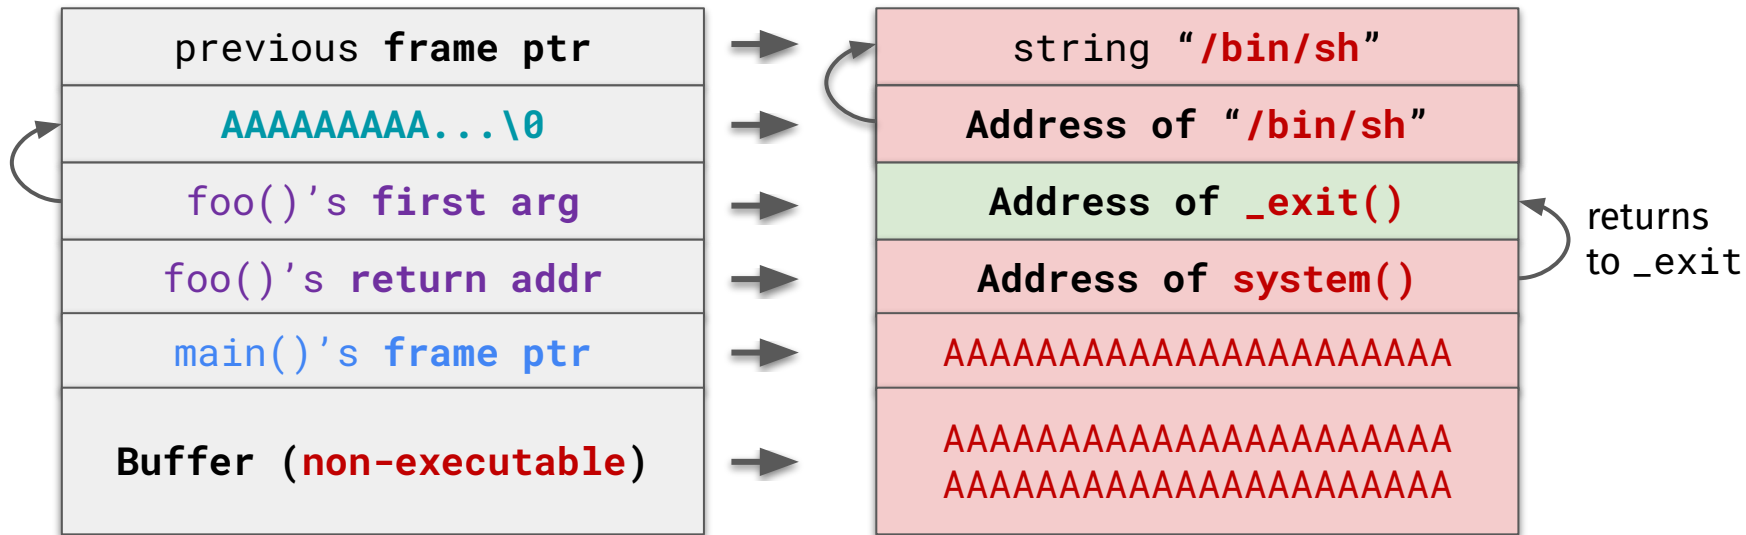 previous frame ptr
AAAAAAAAA...\0
foo()’s first arg
foo()’s return addr
main()’s frame ptr
Buffer (non-executable)
string “/bin/sh”
Address of “/bin/sh”
Address of _exit()
Address of system()
AAAAAAAAAAAAAAAAAAAAAA
AAAAAAAAAAAAAAAAAAAAAA
AAAAAAAAAAAAAAAAAAAAAA
returns
to _exit